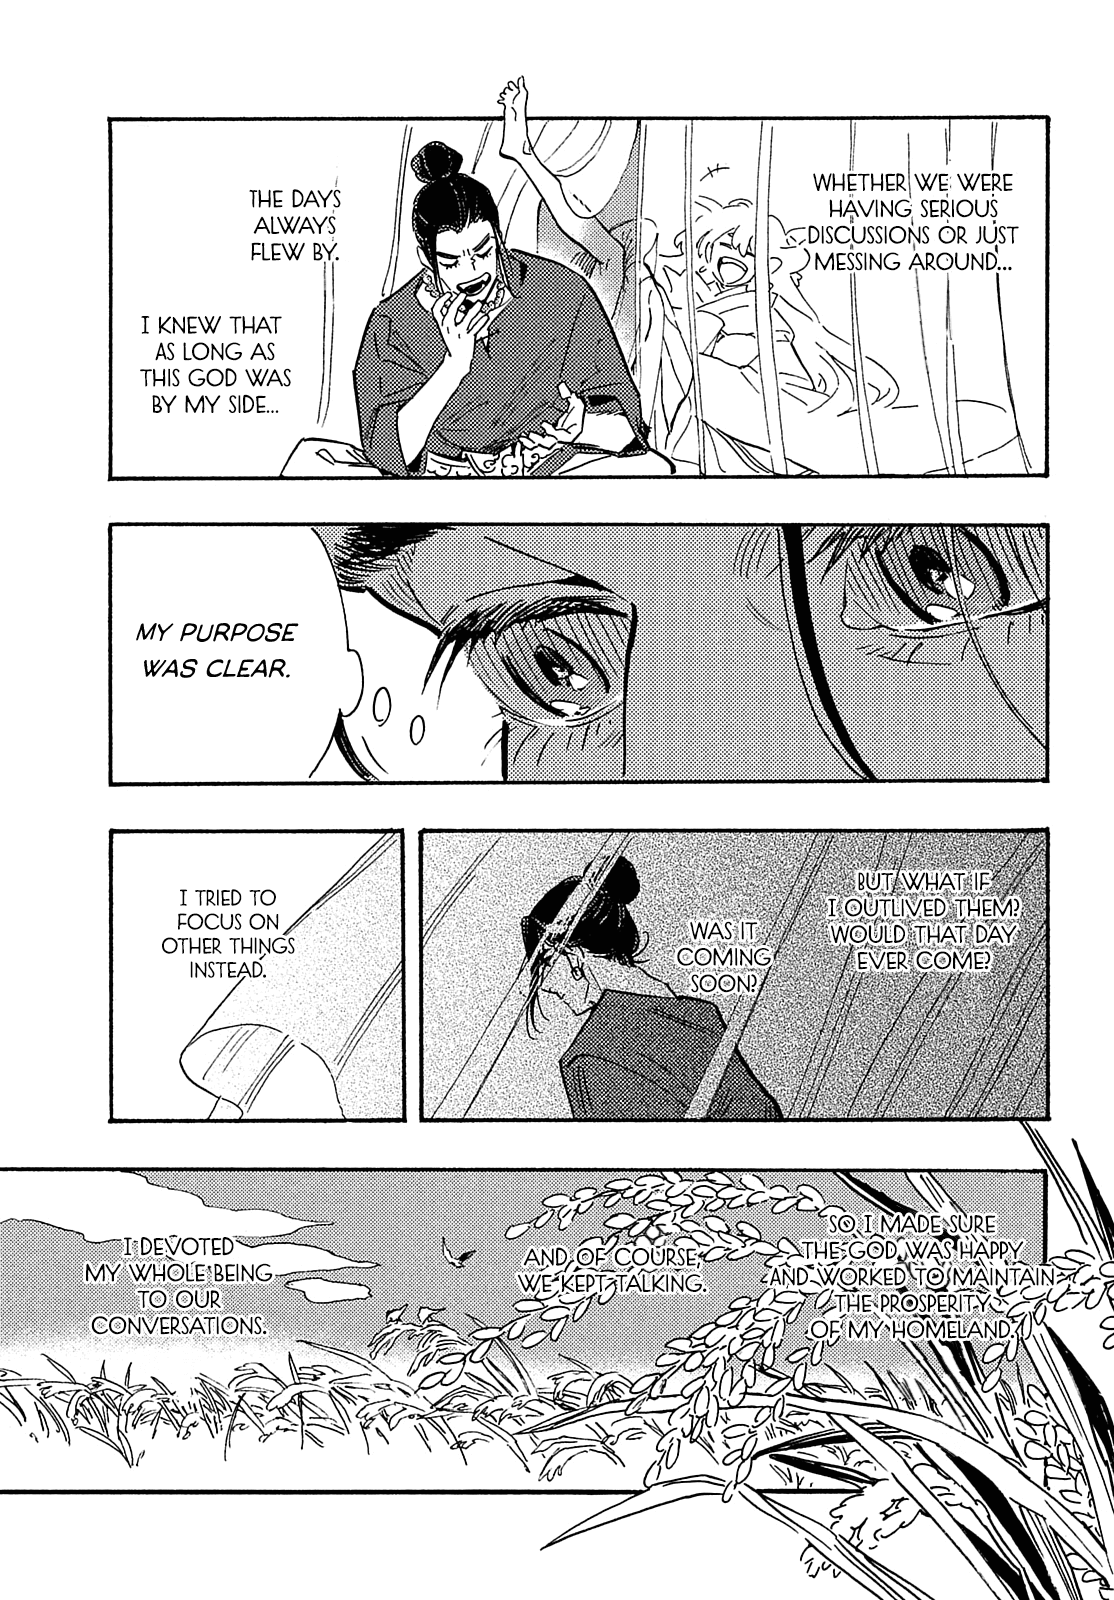 WHETHER WE WERE
HAVING SERIOUS
DISCUSSIONS OR JUST
MESSING AROUND...
THE DAYS
ALWAYS
FLEW BY.
I KNEW THAT
AS LONG AS
THIS GOD WAS
BY MY SIDE...
MY PURPOSE
WAS CLEAR.
BUT WHAT IF
I OUTLIVED THEM?
WOULD THAT DAY
EVER COME?
WAS IT
COMING
SOON?
I TRIED TO
FOCUS ON
OTHER THINGS
INSTEAD.
SO I MADE SURE
THE GOD WAS HAPPY
AND WORKED TO MAINTAIN
THE PROSPERITY
OF MY HOMELAND.
AND OF COURSE,
WE KEPT TALKING.
I DEVOTED
MY WHOLE BEING
TO OUR
CONVERSATIONS.